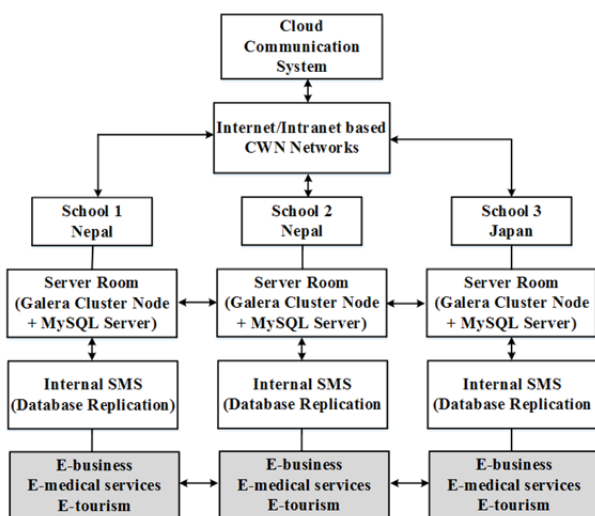 Cloud
Communication
System
Internet/Intranet based
CWN Networks
School 1
Nepal
School 2
Nepal
School 3
Japan
Server Room
(Galera Cluster Node
+ MySQL Server)
Server Room
(Galera Cluster Node
+ MySQL Server)
Server Room
(Galera Cluster Node
+ MySQL Server)
Internal SMS
(Database Replication)
Internal SMS
(Database Replication
Internal SMS
(Database Replication
E-business
E-medical services
E-tourism
E-business
E-medical services
E-tourism
E-business
E-medical services
E-tourism